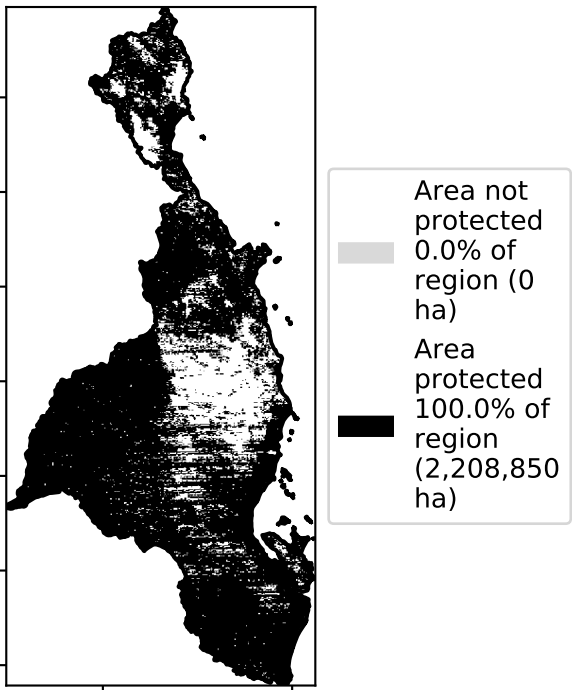 Area not
protected
0.0% of
region (0
ha)
Area
protected
100.0% of
region
(2,208,850
ha)